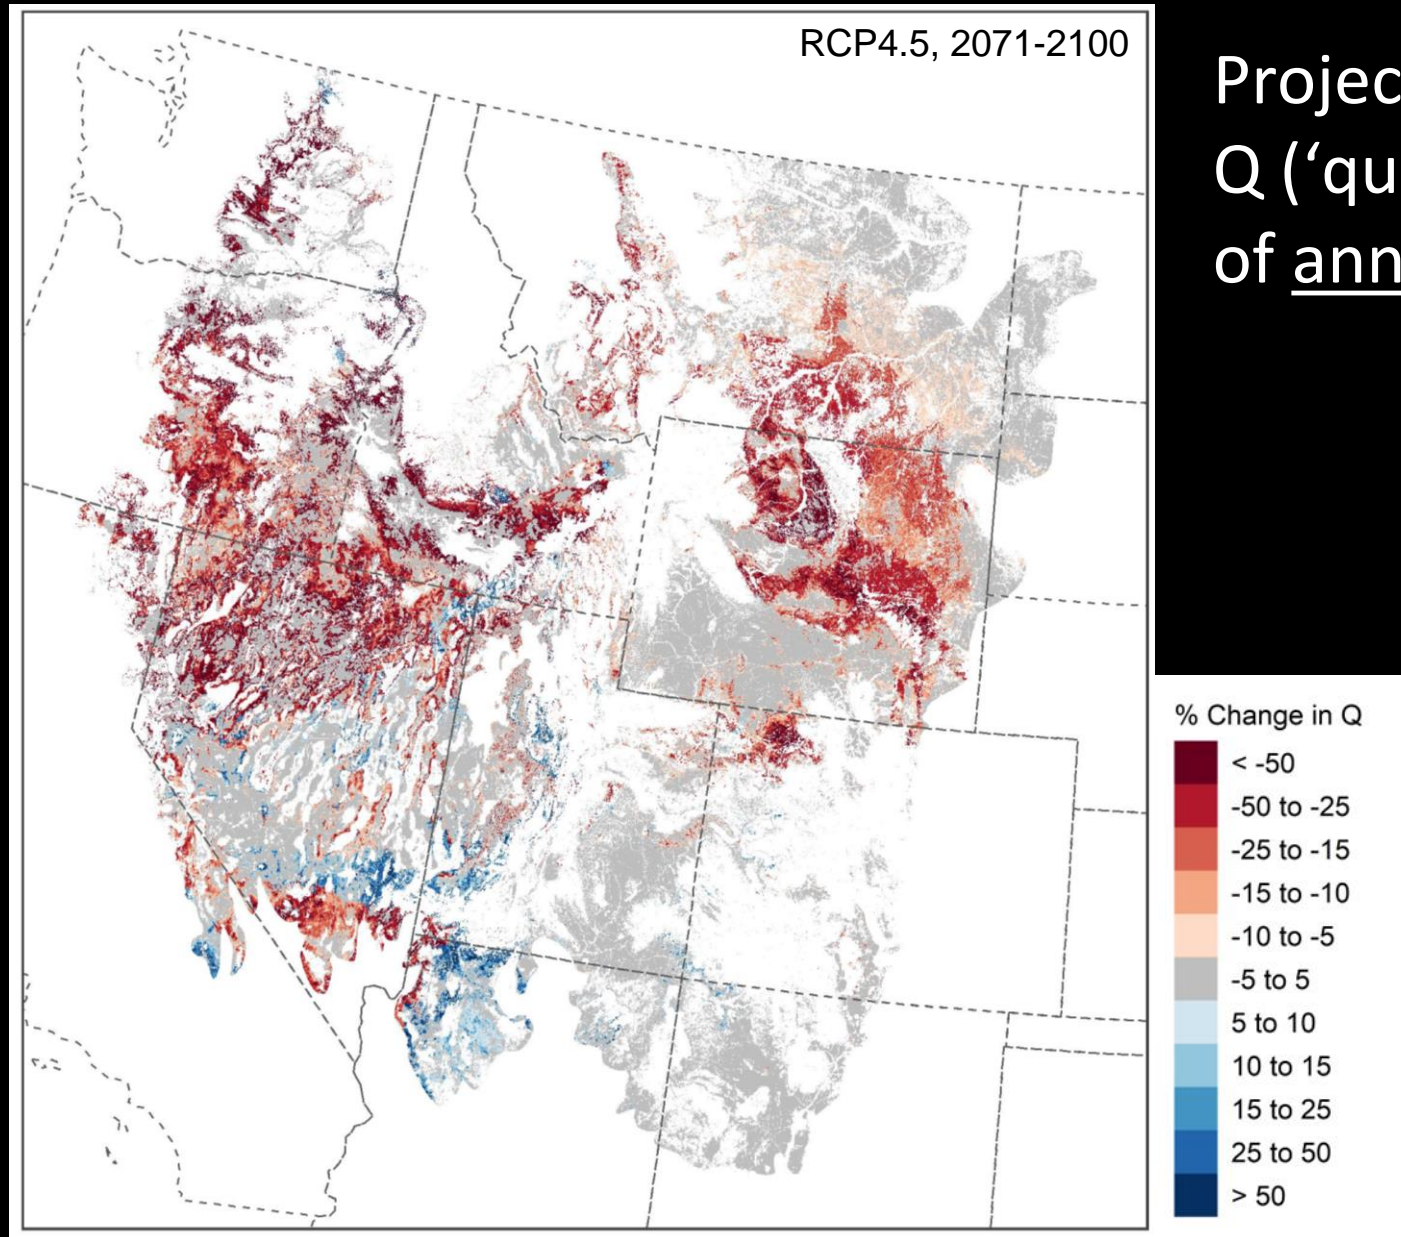 RCP4.5, 2071-2100
Projec
Q (‘qu
of ann
% Change in Q
< -50
-50 to -25
-25 to -15
-15 to -10
-10 to -5
-5 to 5
5 to 10
10 to 15
15 to 25
25 to 50
> 50